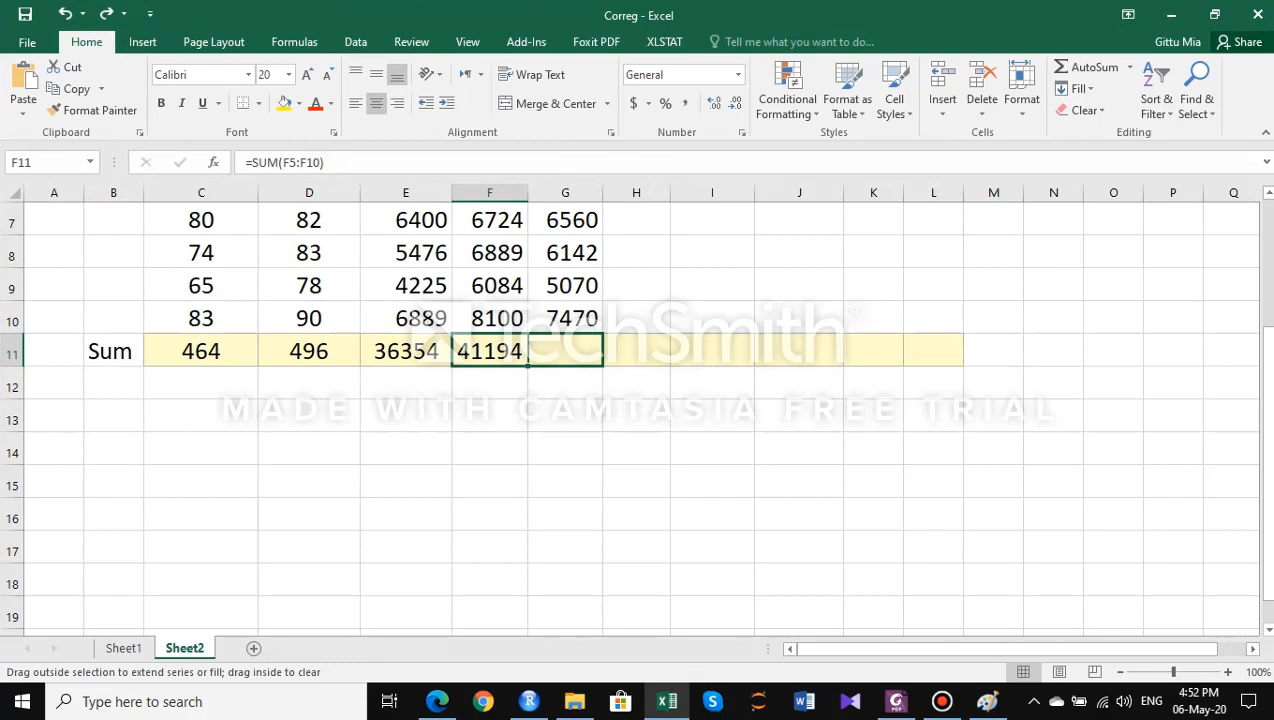 Correg - Excel
File Home Insert Page Layout Formulas Data Review View Add-Ins Foxit PDF XLSTAT Tell me what you want to do... Gittu Mia Share
Paste Cut Copy Format Painter
Calibri 20 A A
B I U A
Wrap Text
Merge & Center
General
$ % ,
Conditional Formatting Format as Table Cell Styles
Insert Delete Format
AutoSum Fill Clear
Sort & Filter Find & Select
Clipboard Font Alignment Number Styles Cells Editing
F11 fx =SUM(F5:F10)
A B C D E F G H I J K L M N O P Q
7 80 82 6400 6724 6560
8 74 83 5476 6889 6142
9 65 78 4225 6084 5070
10 83 90 6889 8100 7470
TechSmith®
11 Sum 464 496 36354 41194
12
MADE WITH CAMTASIA FREE TRIAL
13
14
15
16
17
18
19
Sheet1 Sheet2
Drag outside selection to extend series or fill; drag inside to clear 100%
Type here to search ENG 4:52 PM
06-May-20